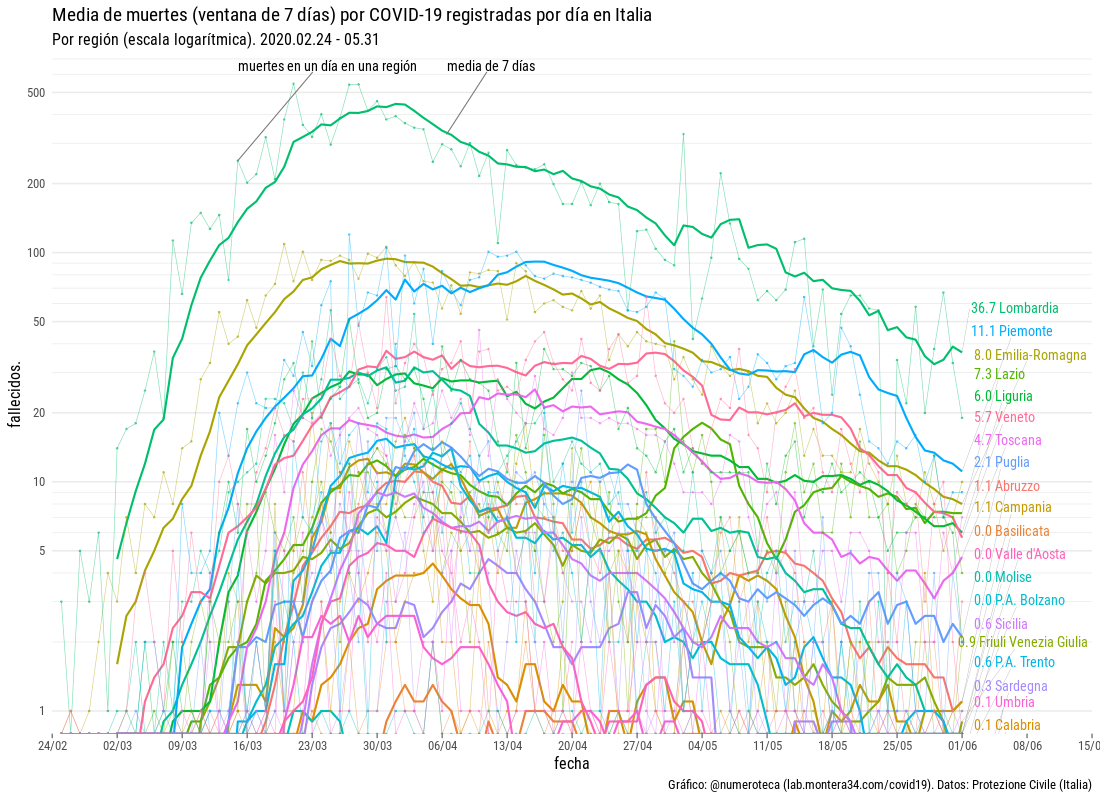 Media de muertes (ventana de 7 días) por COVID-19 registradas por día en Italia
Por región (escala logarítmica). 2020.02.24 - 05.31
muertes en un día en una región
media de 7 días
500
200
100
50
20
10
5
1
fallecidos.
36.7 Lombardia
11.1 Piemonte
8.0 Emilia-Romagna
7.3 Lazio
6.0 Liguria
5.7 Veneto
4.7 Toscana
2.1 Puglia
1.1 Abruzzo
1.1 Campania
0.0 Basilicata
0.0 Valle d'Aosta
0.0 Molise
0.0 P.A. Bolzano
0.6 Sicilia
0.9 Friuli Venezia Giulia
0.6 P.A. Trento
0.3 Sardegna
0.1 Umbria
0.1 Calabria
24/02 02/03 09/03 16/03 23/03 30/03 06/04 13/04 20/04 27/04 04/05 11/05 18/05 25/05 01/06 08/06 15/0
fecha
Gráfico: @numeroteca (lab.montera34.com/covid19). Datos: Protezione Civile (Italia)